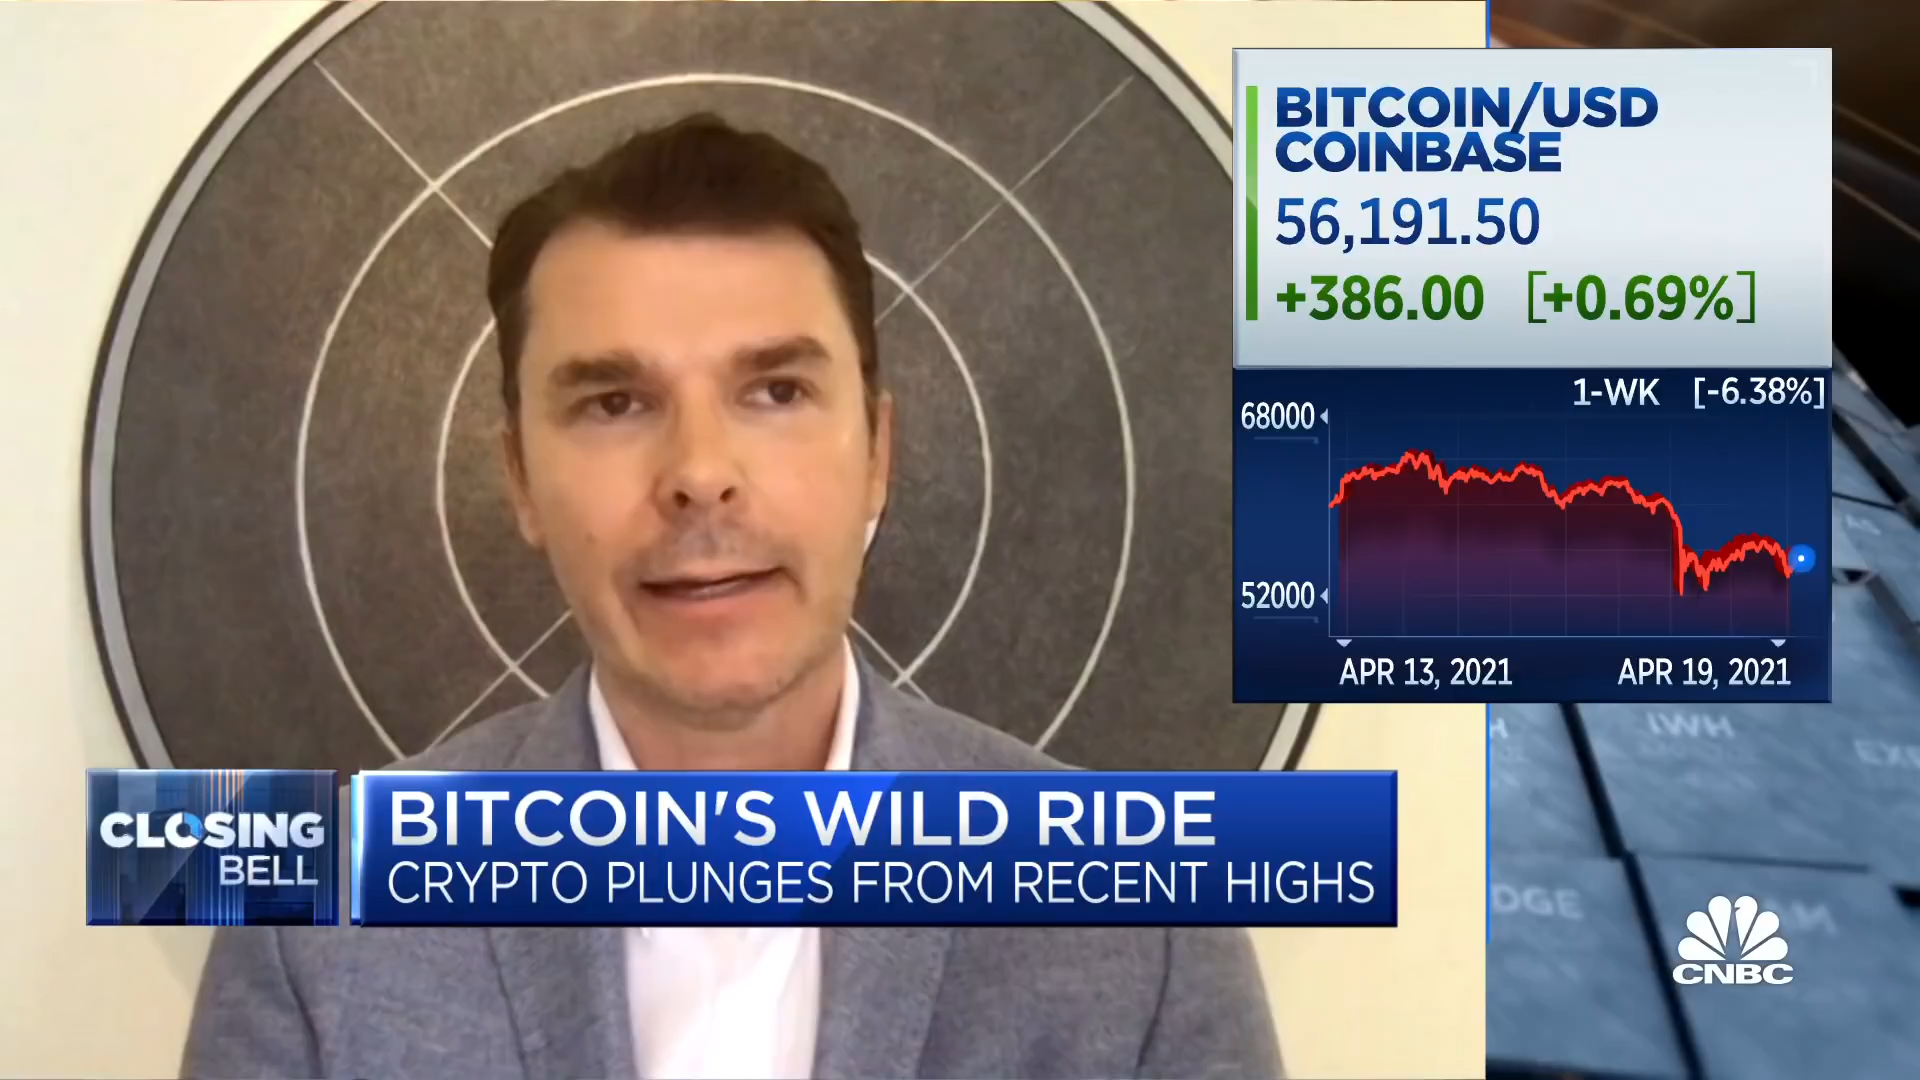 BITCOIN/USD
COINBASE
56,191.50
+386.00 [+0.69%]
1-WK [-6.38%]
68000
52000
APR 13, 2021 APR 19, 2021
CLOSING
BELL
BITCOIN'S WILD RIDE
CRYPTO PLUNGES FROM RECENT HIGHS
IWH
CNBC